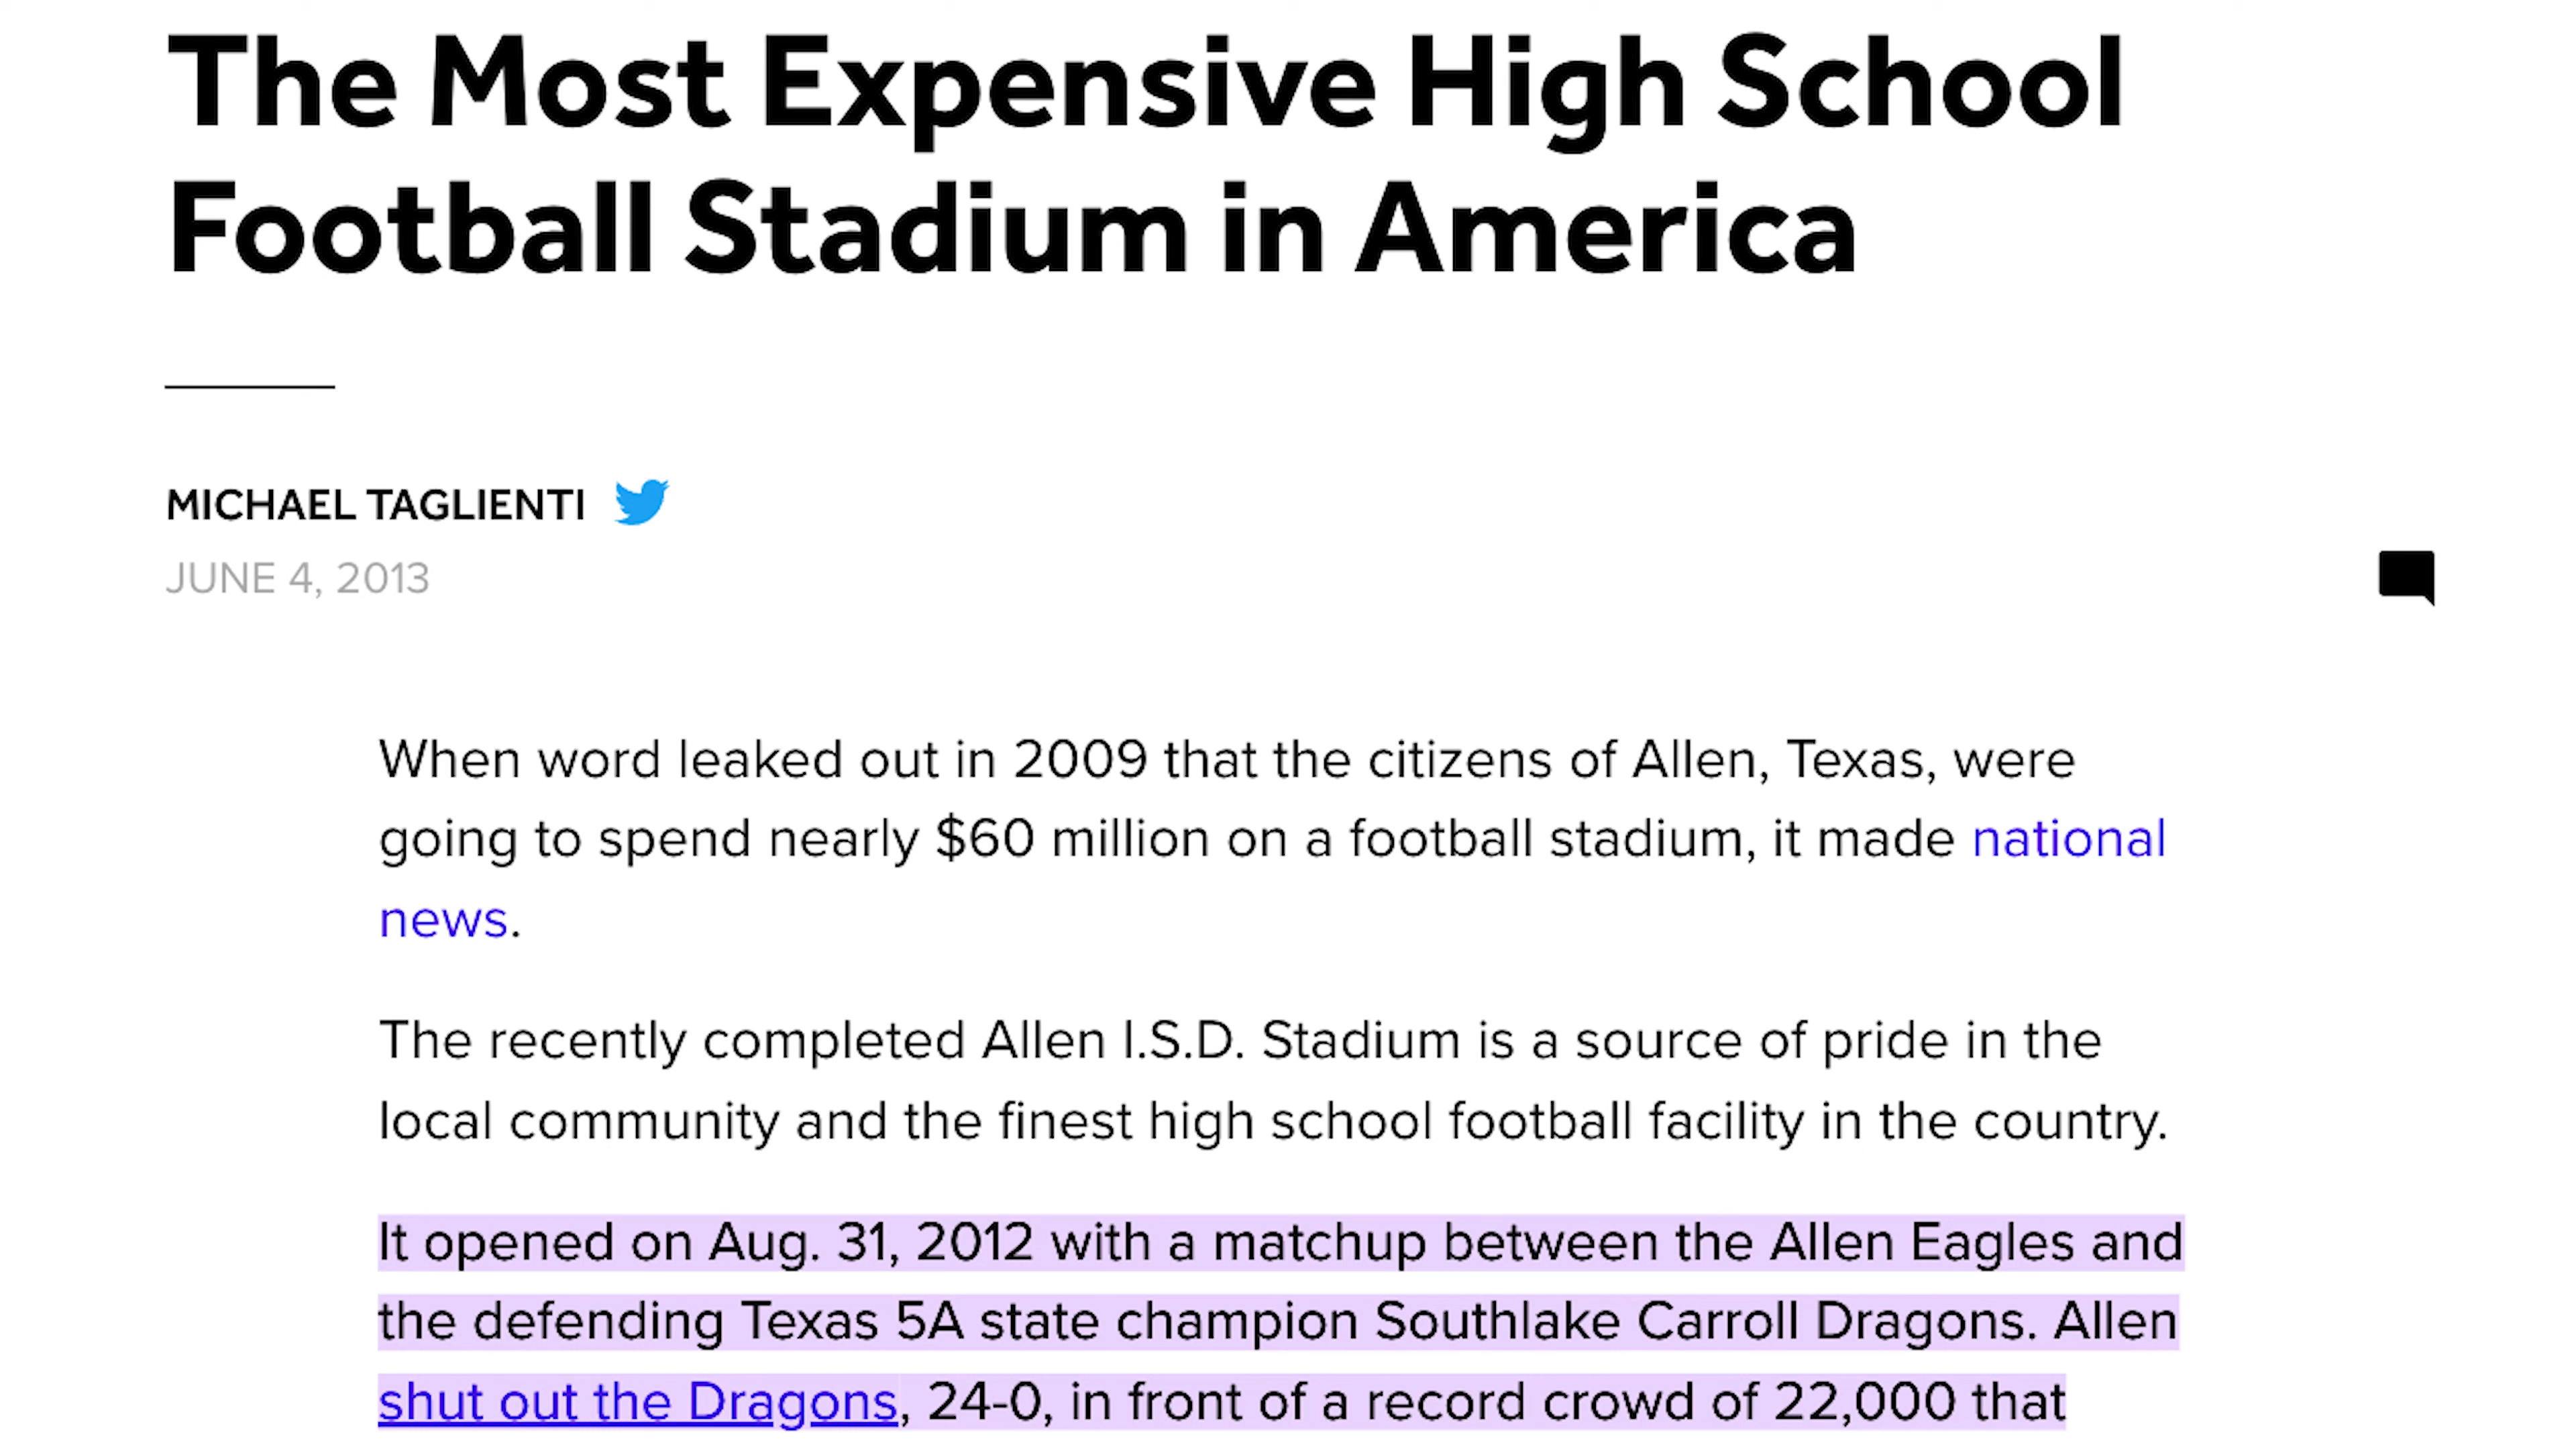 The Most Expensive High School
Football Stadium in America
MICHAEL TAGLIENTI
JUNE 4, 2013
When word leaked out in 2009 that the citizens of Allen, Texas, were
going to spend nearly $60 million on a football stadium, it made national
news.
The recently completed Allen I.S.D. Stadium is a source of pride in the
local community and the finest high school football facility in the country.
It opened on Aug. 31, 2012 with a matchup between the Allen Eagles and
the defending Texas 5A state champion Southlake Carroll Dragons. Allen
shut out the Dragons, 24-0, in front of a record crowd of 22,000 that